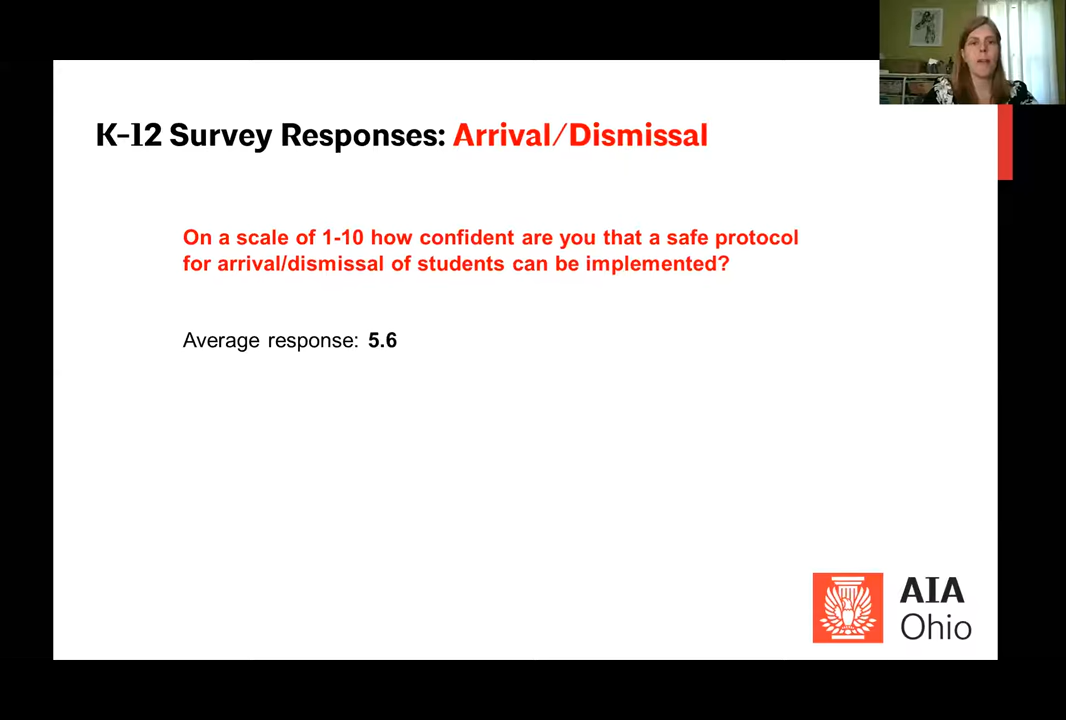 K-12 Survey Responses: Arrival/Dismissal
On a scale of 1-10 how confident are you that a safe protocol
for arrival/dismissal of students can be implemented?
Average response: 5.6
AIA
Ohio